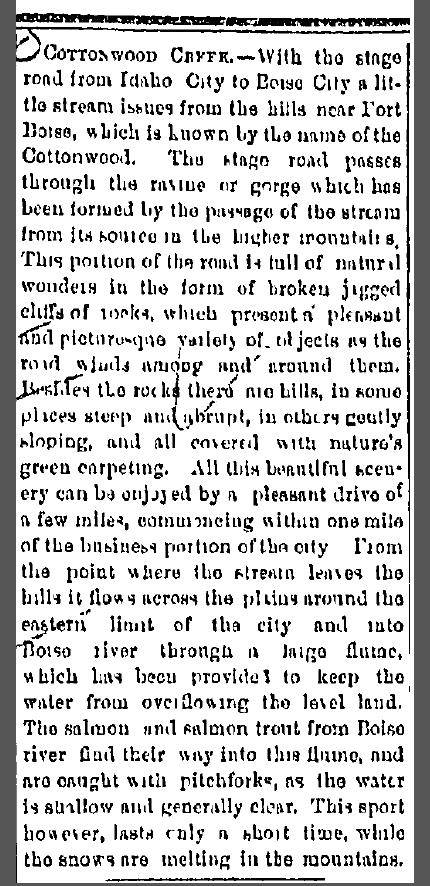 COTTONWOOD CREEK.—With the stage
road from Idaho City to Boise City a lit-
tle stream issues from the hills near Fort
Boise, which is known by the name of the
Cottonwood. The stage road passes
through the ravine or gorge which has
been formed by the passage of the stream
from its source in the higher mountains.
This portion of the road is full of natural
wonders in the form of broken jagged
cliffs of rocks, which present a pleasant
and picturesque variety of objects as the
road winds among and around them.
Besides the rocks there are hills, in some
places steep and abrupt, in others gently
sloping, and all covered with nature's
green carpeting. All this beautiful scen-
ery can be enjoyed by a pleasant drive of
a few miles, commencing within one mile
of the business portion of the city From
the point where the stream leaves the
hills it flows across the plains around the
eastern limit of the city and into
Boise river through a large flume,
which has been provided to keep the
water from overflowing the level land.
The salmon and salmon trout from Boise
river find their way into this flume, and
are caught with pitchforks, as the water
is shallow and generally clear. This sport
however, lasts only a short time, while
the snows are melting in the mountains.